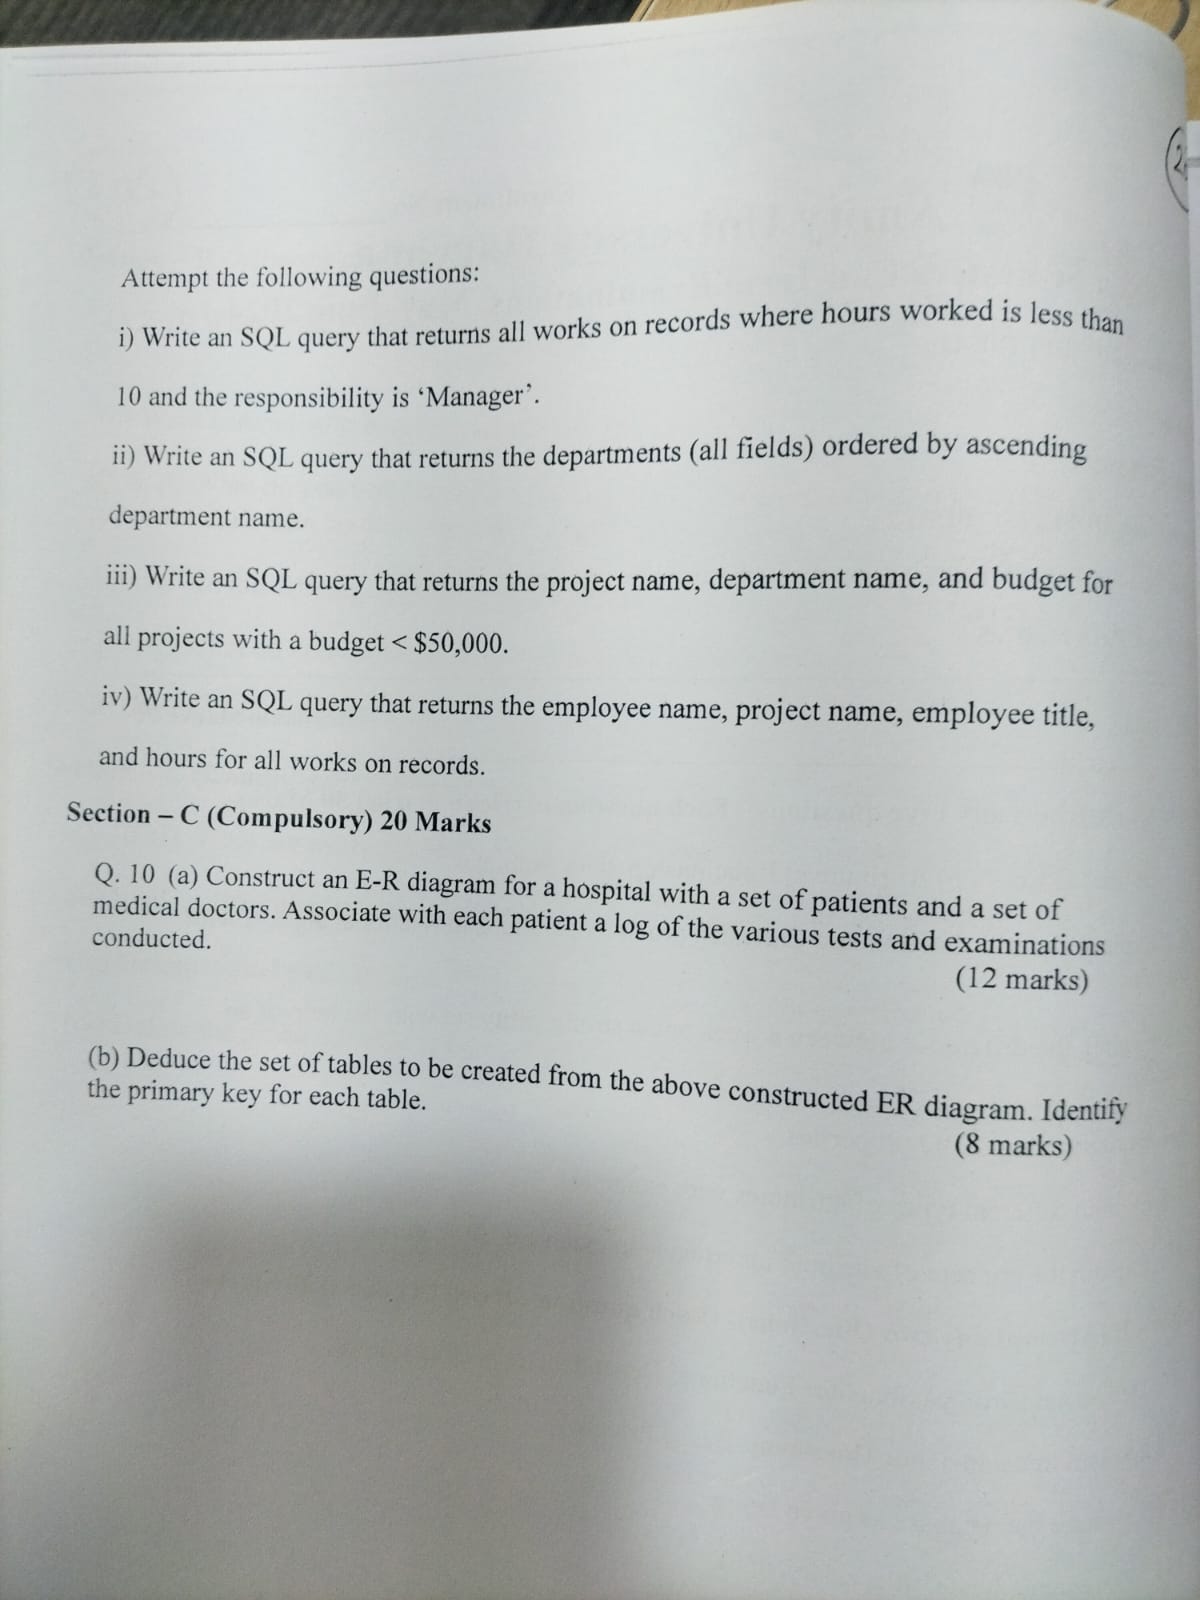 Attempt the following questions:
i) Write an SQL query that returns all works on records where hours worked is less than
10 and the responsibility is ‘Manager’.
ii) Write an SQL query that returns the departments (all fields) ordered by ascending
department name.
iii) Write an SQL query that returns the project name, department name, and budget for
all projects with a budget < $50,000.
iv) Write an SQL query that returns the employee name, project name, employee title,
and hours for all works on records.
Section – C (Compulsory) 20 Marks
Q. 10 (a) Construct an E-R diagram for a hospital with a set of patients and a set of
medical doctors. Associate with each patient a log of the various tests and examinations
conducted.
(12 marks)
(b) Deduce the set of tables to be created from the above constructed ER diagram. Identify
the primary key for each table.
(8 marks)